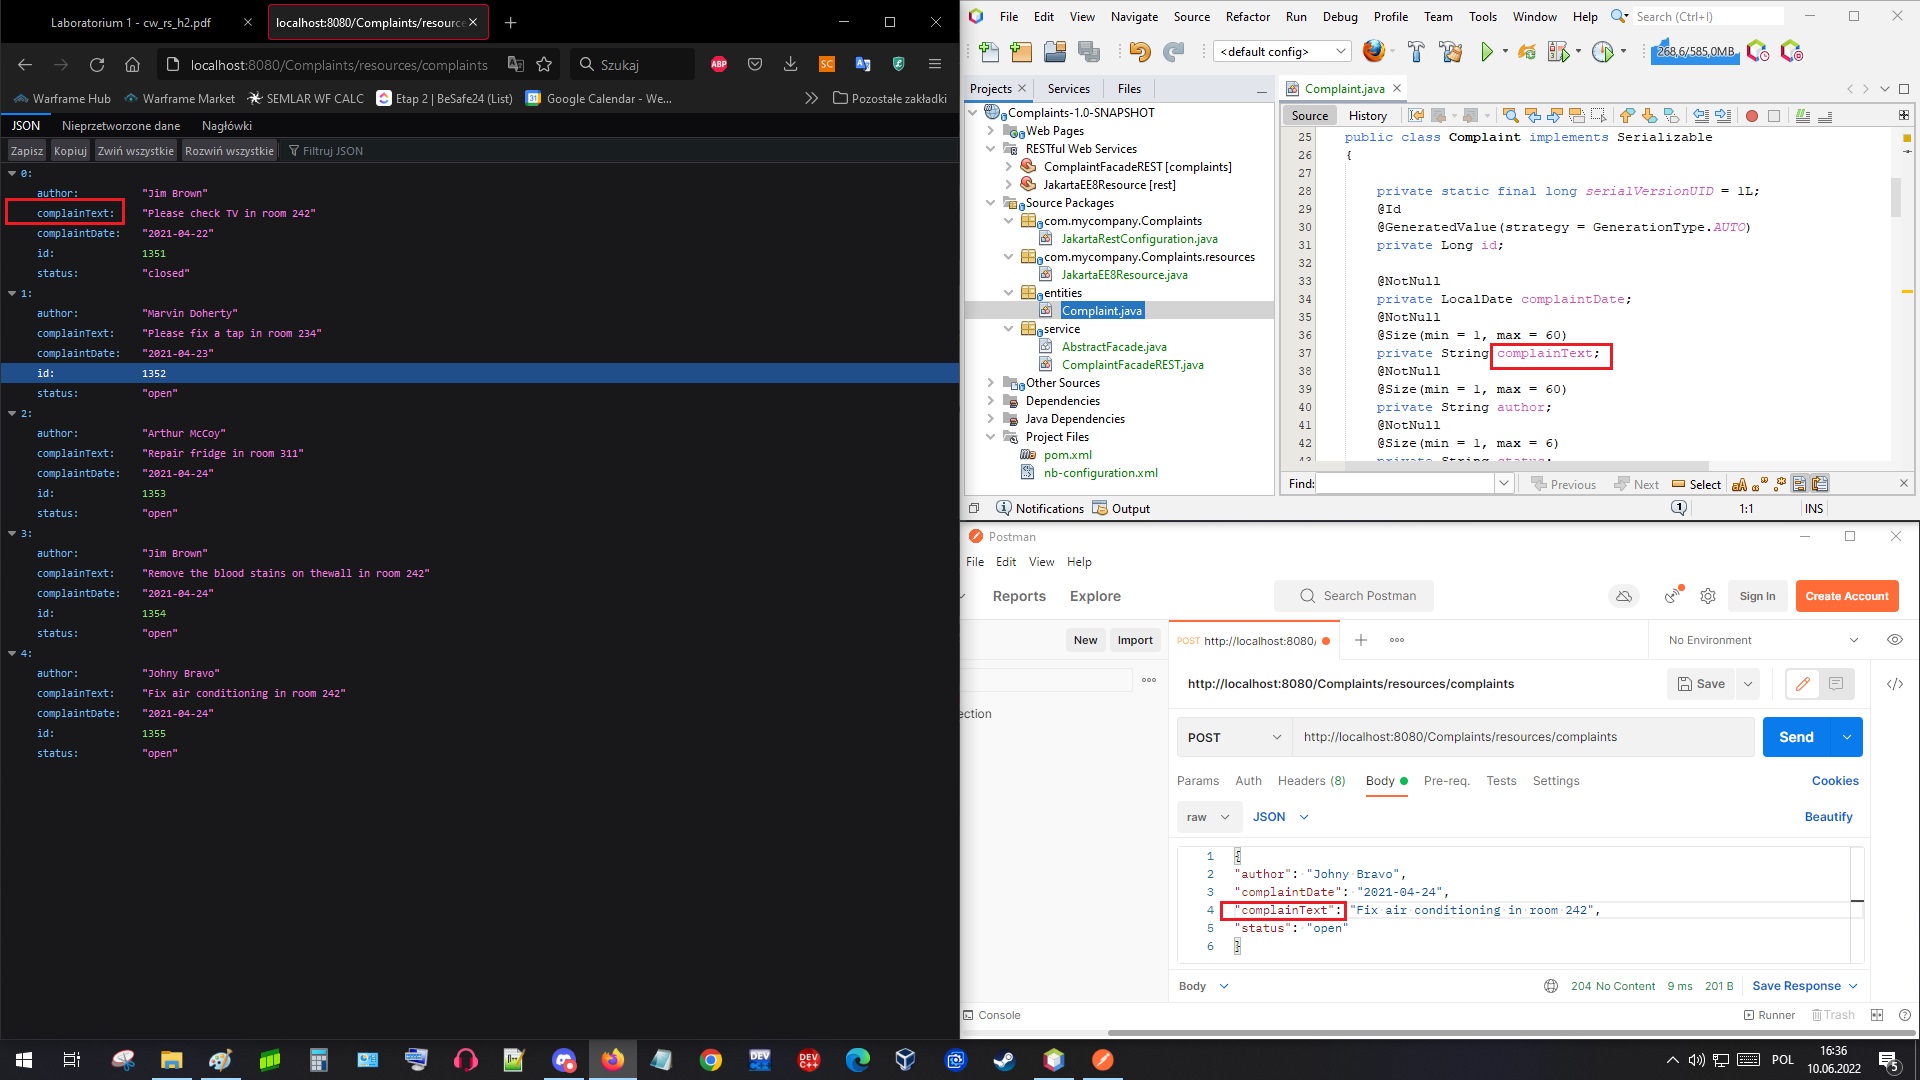 Laboratorium 1 - cw_rs_h2.pdf
localhost:8080/Complaints/resource
localhost:8080/Complaints/resources/complaints
Szukaj
ABP
SC
Warframe Hub
Warframe Market
SEMLAR WF CALC
Etap 2 | BeSafe24 (List)
Google Calendar - We...
Pozostałe zakładki
JSON
Nieprzetworzone dane
Nagłówki
Zapisz
Kopiuj
Zwiń wszystkie
Rozwiń wszystkie
Filtruj JSON
0:
author: "Jim Brown"
complainText: "Please check TV in room 242"
complaintDate: "2021-04-22"
id: 1351
status: "closed"
1:
author: "Marvin Doherty"
complainText: "Please fix a tap in room 234"
complaintDate: "2021-04-23"
id: 1352
status: "open"
2:
author: "Arthur McCoy"
complainText: "Repair fridge in room 311"
complaintDate: "2021-04-24"
id: 1353
status: "open"
3:
author: "Jim Brown"
complainText: "Remove the blood stains on thewall in room 242"
complaintDate: "2021-04-24"
id: 1354
status: "open"
4:
author: "Johny Bravo"
complainText: "Fix air conditioning in room 242"
complaintDate: "2021-04-24"
id: 1355
status: "open"
File Edit View Navigate Source Refactor Run Debug Profile Team Tools Window Help
Search (Ctrl+I)
<default config>
268,6/585,0MB
Projects
Services
Files
Complaints-1.0-SNAPSHOT
Web Pages
RESTful Web Services
ComplaintFacadeREST [complaints]
JakartaEE8Resource [rest]
Source Packages
com.mycompany.Complaints
JakartaRestConfiguration.java
com.mycompany.Complaints.resources
JakartaEE8Resource.java
entities
Complaint.java
service
AbstractFacade.java
ComplaintFacadeREST.java
Other Sources
Dependencies
Java Dependencies
Project Files
pom.xml
nb-configuration.xml
Complaint.java
Source
History
25 public class Complaint implements Serializable
26 {
27
28 private static final long serialVersionUID = 1L;
29 @Id
30 @GeneratedValue(strategy = GenerationType.AUTO)
31 private Long id;
32
33 @NotNull
34 private LocalDate complaintDate;
35 @NotNull
36 @Size(min = 1, max = 60)
37 private String complainText;
38 @NotNull
39 @Size(min = 1, max = 60)
40 private String author;
41 @NotNull
42 @Size(min = 1, max = 6)
43 private String status;
Find:
Previous
Next
Select
Notifications
Output
1
1:1
INS
Postman
File Edit View Help
Reports
Explore
Search Postman
Sign In
Create Account
New
Import
POST http://localhost:8080/
No Environment
http://localhost:8080/Complaints/resources/complaints
Save
ection
POST
http://localhost:8080/Complaints/resources/complaints
Send
Params Auth Headers (8) Body Pre-req. Tests Settings
Cookies
raw
JSON
Beautify
1 {
2 "author": "Johny Bravo",
3 "complaintDate": "2021-04-24",
4 "complainText": "Fix air conditioning in room 242",
5 "status": "open"
6 }
Body
204 No Content
9 ms
201 B
Save Response
Console
Runner
Trash
DEV
DEV C++
POL
16:36
10.06.2022
5